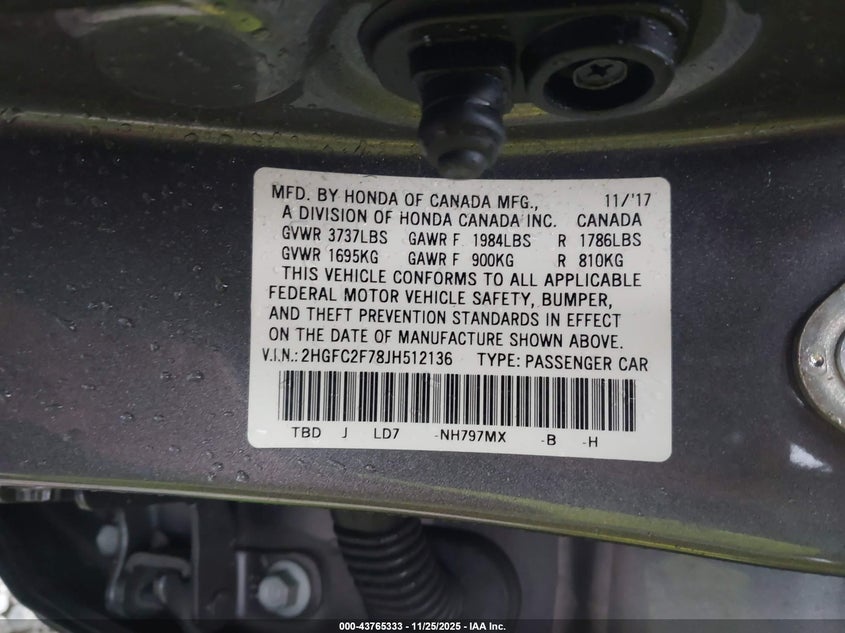 MFD. BY HONDA OF CANADA MFG., 11/'17
A DIVISION OF HONDA CANADA INC. CANADA
GVWR 3737LBS GAWR F 1984LBS R 1786LBS
GVWR 1695KG GAWR F 900KG R 810KG
THIS VEHICLE CONFORMS TO ALL APPLICABLE
FEDERAL MOTOR VEHICLE SAFETY, BUMPER,
AND THEFT PREVENTION STANDARDS IN EFFECT
ON THE DATE OF MANUFACTURE SHOWN ABOVE.
V.I.N.: 2HGFC2F78JH512136 TYPE: PASSENGER CAR
TBD J LD7 -NH797MX -B -H
000-43765333 - 11/25/2025 - IAA Inc.